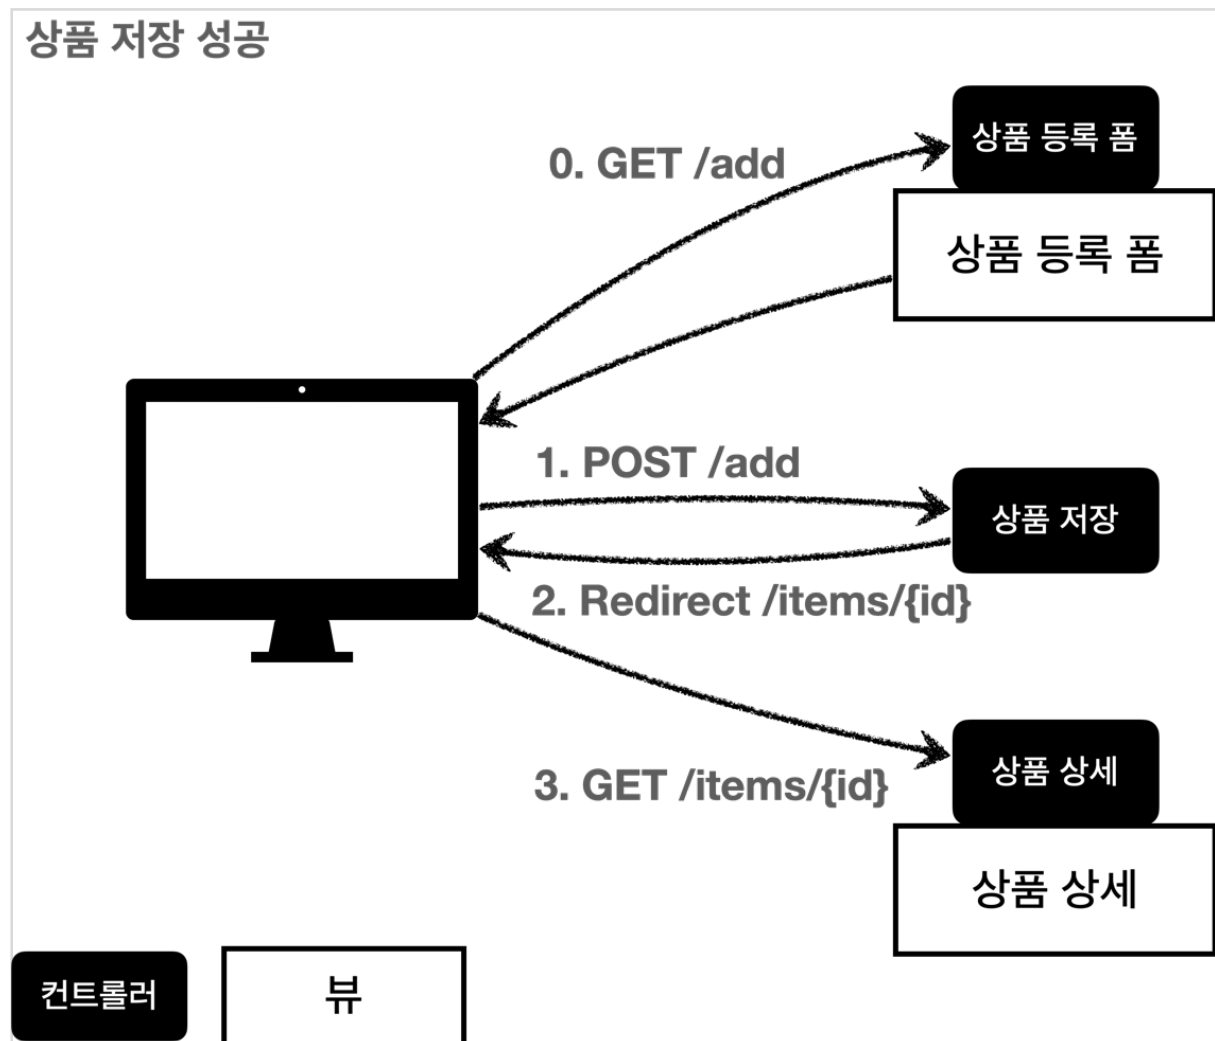 상품 저장 성공
상품 등록 폼
0. GET /add
상품 등록 폼
1. POST /add
상품 저장
2. Redirect /items/{id}
상품 상세
3. GET /items/{id}
상품 상세
컨트롤러
뷰